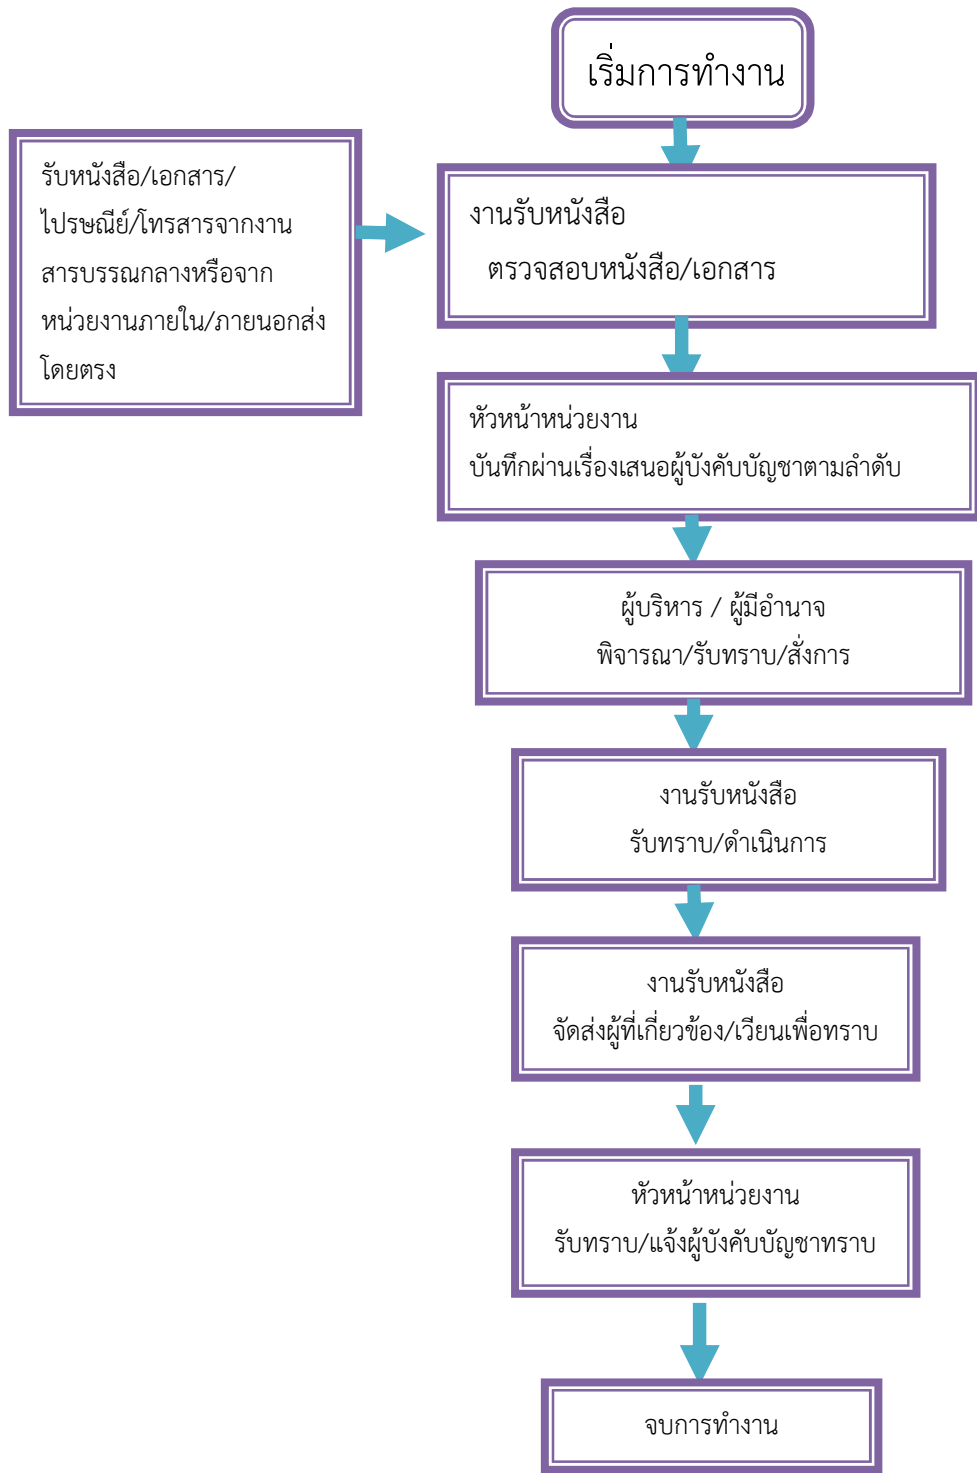 เริ่มการทำงาน
รับหนังสือ/เอกสาร/
ไปรษณีย์/โทรสารจากงาน
สารบรรณกลางหรือจาก
หน่วยงานภายใน/ภายนอกส่ง
โดยตรง
งานรับหนังสือ
ตรวจสอบหนังสือ/เอกสาร
หัวหน้าหน่วยงาน
บันทึกผ่านเรื่องเสนอผู้บังคับบัญชาตามลำดับ
ผู้บริหาร / ผู้มีอำนาจ
พิจารณา/รับทราบ/สั่งการ
งานรับหนังสือ
รับทราบ/ดำเนินการ
งานรับหนังสือ
จัดส่งผู้ที่เกี่ยวข้อง/เวียนเพื่อทราบ
หัวหน้าหน่วยงาน
รับทราบ/แจ้งผู้บังคับบัญชาทราบ
จบการทำงาน